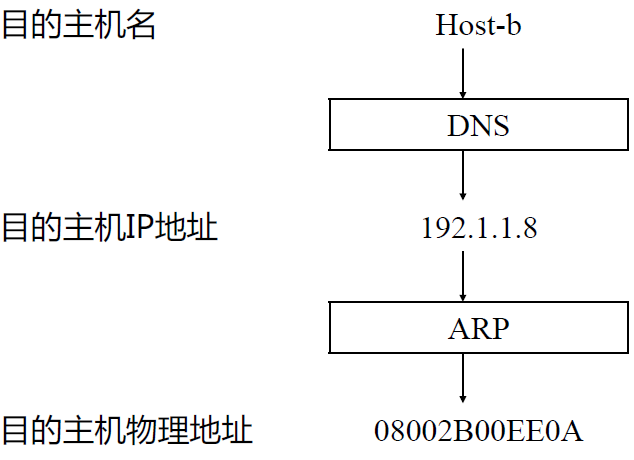 目的主机名
Host-b
DNS
目的主机IP地址
192.1.1.8
ARP
目的主机物理地址
08002B00EE0A